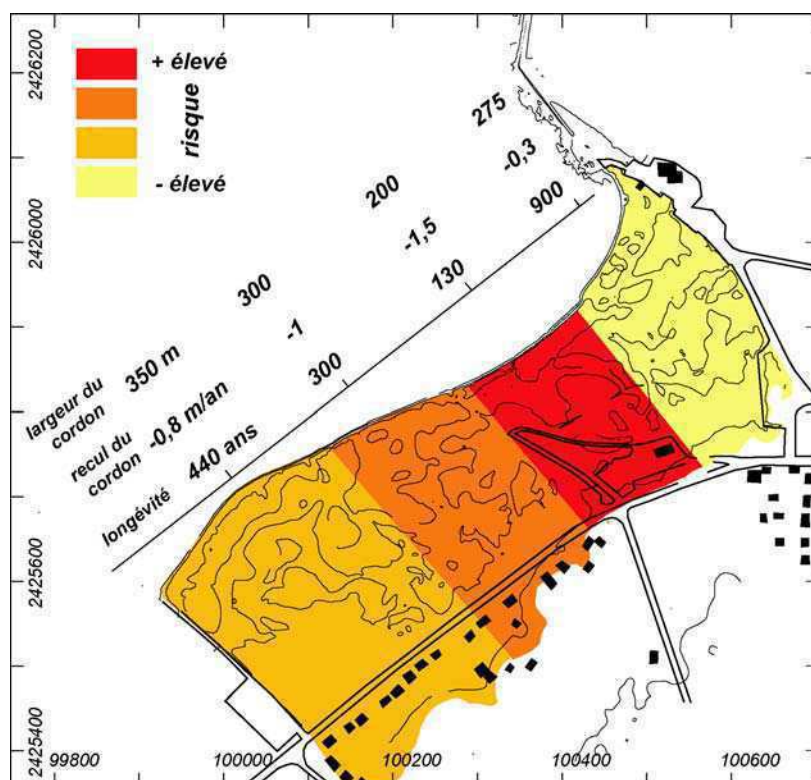 + élevé
risque
- élevé
largeur du cordon 350 m 300 200 275
recul du cordon -0,8 m/an -1 -1,5 -0,3
longévité 440 ans 300 130 900
2426200
2426000
2425600
2425400
99800 100000 100200 100400 100600